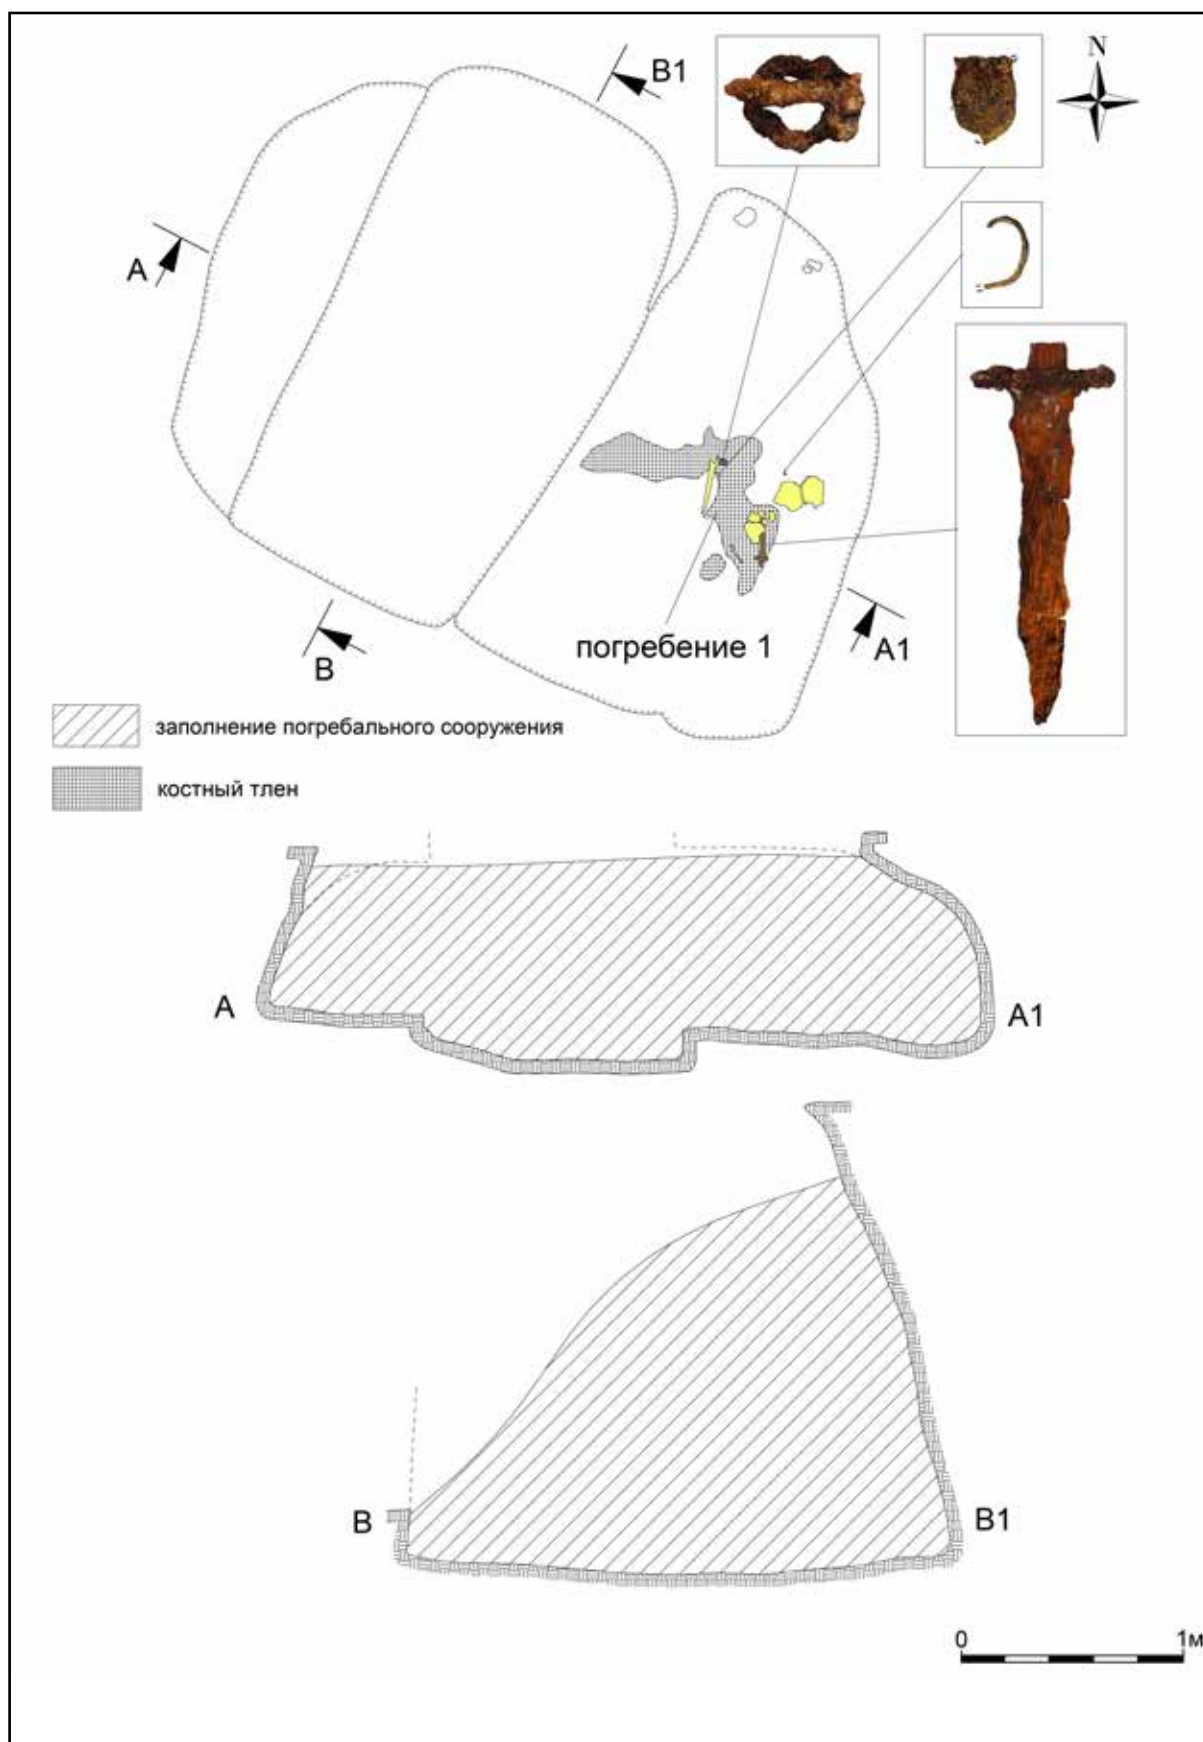 N
B1
A
погребение 1
A1
B
заполнение погребального сооружения
костный тлен
A
A1
B
B1
0
1м